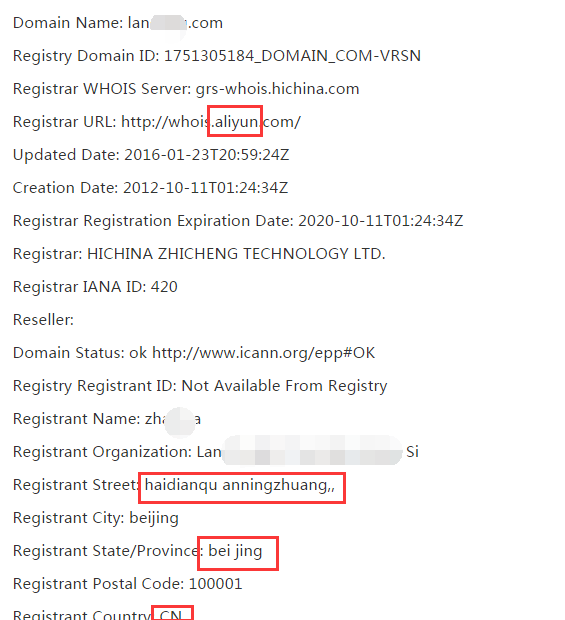 Domain Name: lan .com
Registry Domain ID: 1751305184_DOMAIN_COM-VRSN
Registrar WHOIS Server: grs-whois.hichina.com
Registrar URL: http://whois.aliyun.com/
Updated Date: 2016-01-23T20:59:24Z
Creation Date: 2012-10-11T01:24:34Z
Registrar Registration Expiration Date: 2020-10-11T01:24:34Z
Registrar: HICHINA ZHICHENG TECHNOLOGY LTD.
Registrar IANA ID: 420
Reseller:
Domain Status: ok http://www.icann.org/epp#OK
Registry Registrant ID: Not Available From Registry
Registrant Name:
Registrant Organization: Lan Si
Registrant Street: haidianqu anningzhuang,,
Registrant City: beijing
Registrant State/Province: bei jing
Registrant Postal Code: 100001
Registrant Country: CN